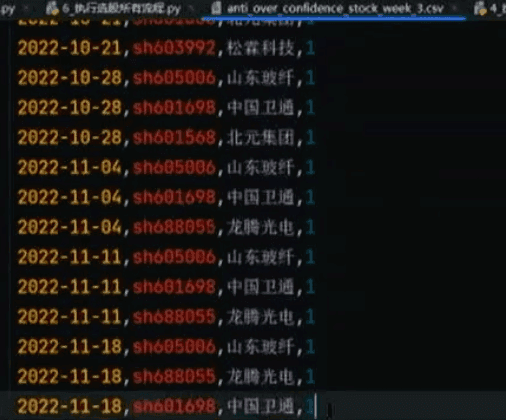 .py 6_执行选股所有流程.py anti_over_confidence_stock_week_3.csv 4_
2022-10-21,sh603992,松霖科技,1
2022-10-28,sh605006,山东玻纤,1
2022-10-28,sh601698,中国卫通,1
2022-10-28,sh601568,北元集团,1
2022-11-04,sh605006,山东玻纤,1
2022-11-04,sh601698,中国卫通,1
2022-11-04,sh688055,龙腾光电,1
2022-11-11,sh605006,山东玻纤,1
2022-11-11,sh601698,中国卫通,1
2022-11-11,sh688055,龙腾光电,1
2022-11-18,sh605006,山东玻纤,1
2022-11-18,sh688055,龙腾光电,1
2022-11-18,sh601698,中国卫通,1